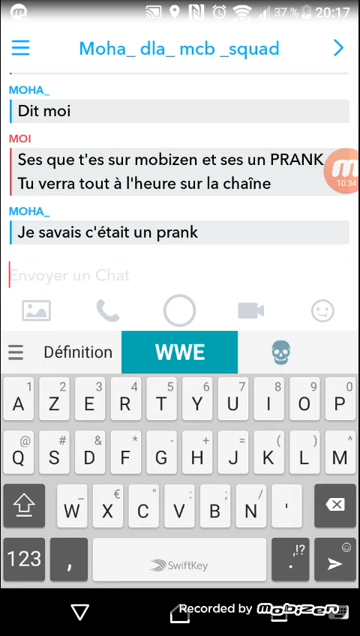 37 % 20:17
Moha_ dla_ mcb _squad
MOHA_
Dit moi
MOI
Ses que t'es sur mobizen et ses un PRANK
Tu verra tout à l'heure sur la chaîne
10:34
MOHA_
Je savais c'était un prank
Envoyer un Chat
Définition WWE
1 2 3 4 5 6 7 8 9 0
A Z E R T Y U I O P
@ # & * - + = ( )
Q S D F G H J K L M
_ € " : ; /
W X C V B N '
123 , SwiftKey . ,!?
Recorded by mobizen